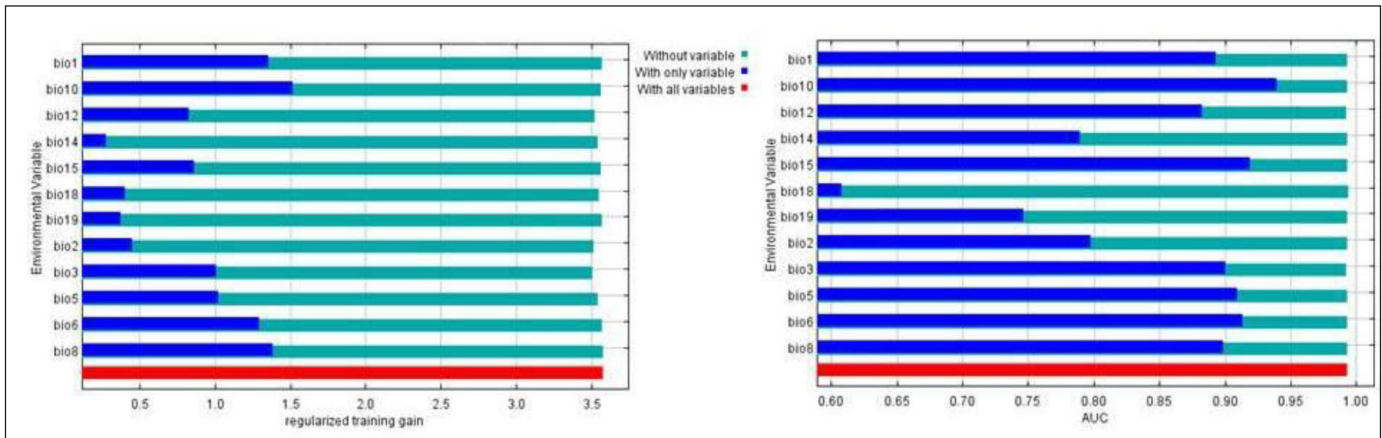 Without variable
With only variable
With all variables
Environmental Variable
bio1
bio10
bio12
bio14
bio15
bio18
bio19
bio2
bio3
bio5
bio6
bio8
0.5 1.0 1.5 2.0 2.5 3.0 3.5
regularized training gain
Environmental Variable
bio1
bio10
bio12
bio14
bio15
bio18
bio19
bio2
bio3
bio5
bio6
bio8
0.60 0.65 0.70 0.75 0.80 0.85 0.90 0.95 1.00
AUC